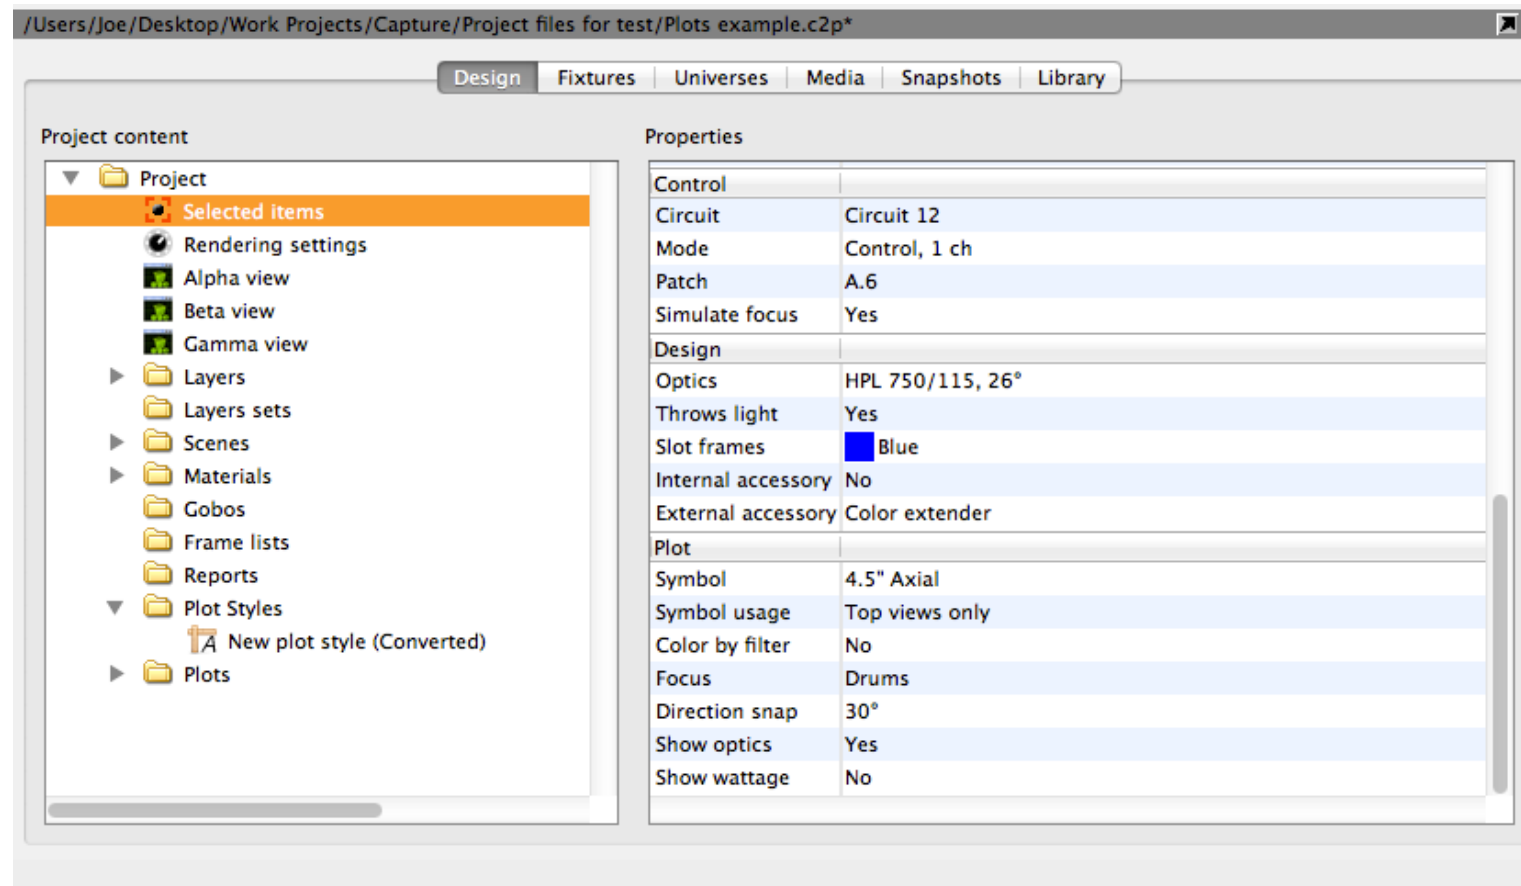 /Users/Joe/Desktop/Work Projects/Capture/Project files for test/Plots example.c2p*
Design Fixtures Universes Media Snapshots Library
Project content
Project
Selected items
Rendering settings
Alpha view
Beta view
Gamma view
Layers
Layers sets
Scenes
Materials
Gobos
Frame lists
Reports
Plot Styles
New plot style (Converted)
Plots
Properties
Control
Circuit Circuit 12
Mode Control, 1 ch
Patch A.6
Simulate focus Yes
Design
Optics HPL 750/115, 26°
Throws light Yes
Slot frames Blue
Internal accessory No
External accessory Color extender
Plot
Symbol 4.5" Axial
Symbol usage Top views only
Color by filter No
Focus Drums
Direction snap 30°
Show optics Yes
Show wattage No